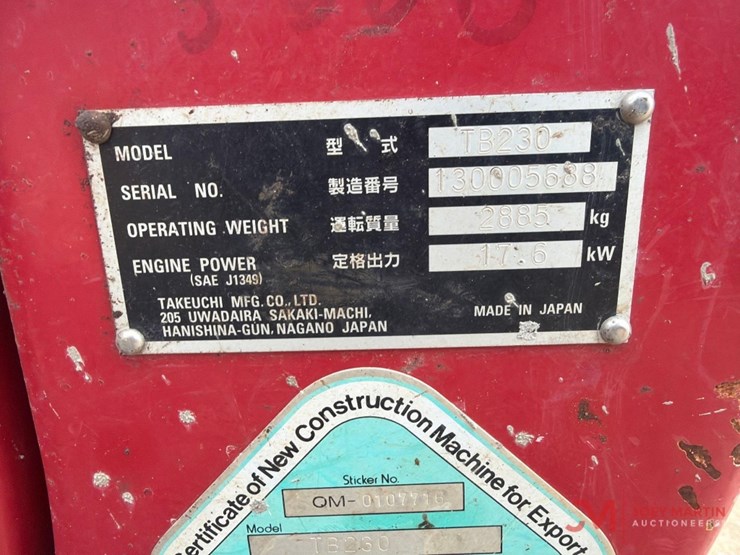 MODEL 型 式 TB230
SERIAL NO. 製造番号 130005688
OPERATING WEIGHT 運転質量 2885 kg
ENGINE POWER 定格出力 17.6 kW
(SAE J1349)
TAKEUCHI MFG. CO., LTD.
205 UWADAIRA SAKAKI-MACHI,
HANISHINA-GUN, NAGANO JAPAN
MADE IN JAPAN
Certificate of New Construction Machine for Export
Sticker No.
QM-
Model
TB230
JM MARTIN
AUCTIONEERS